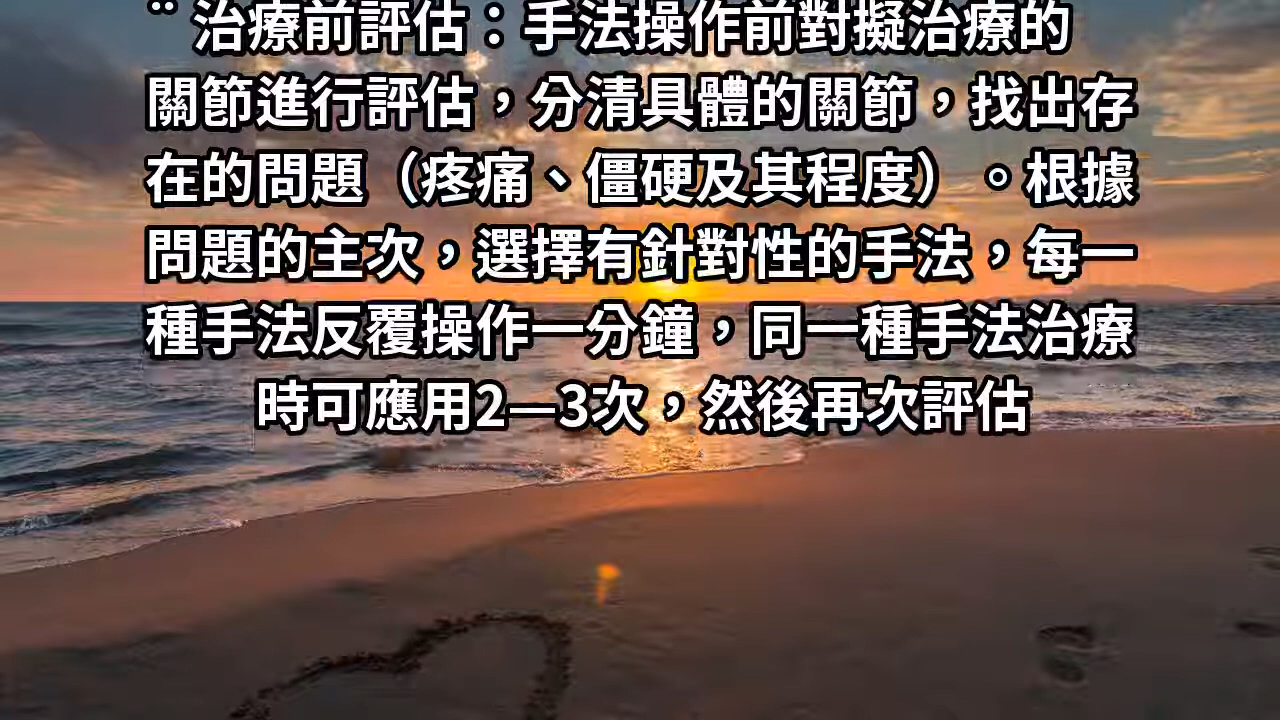 ¨ 治療前評估：手法操作前對擬治療的
關節進行評估，分清具體的關節，找出存
在的問題（疼痛、僵硬及其程度）。根據
問題的主次，選擇有針對性的手法，每一
種手法反覆操作一分鐘，同一種手法治療
時可應用2—3次，然後再次評估